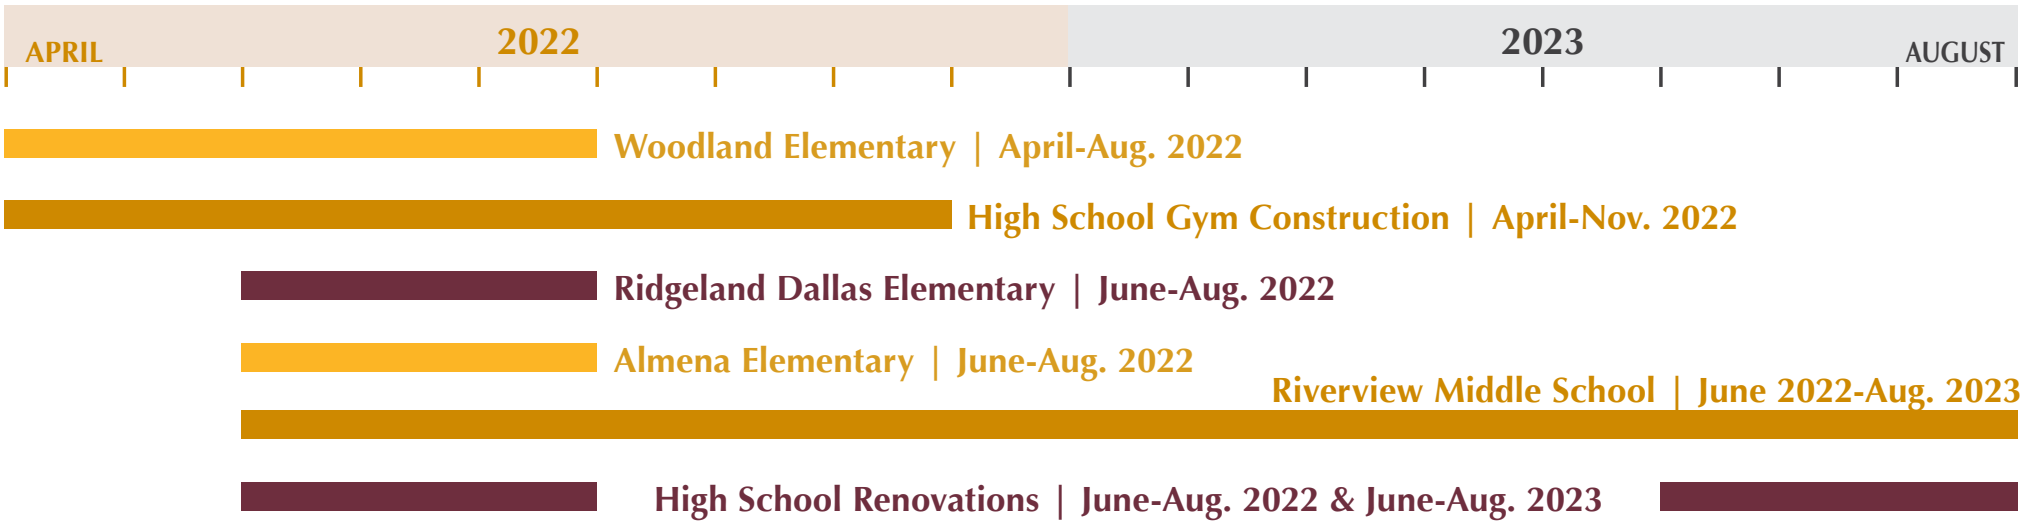 APRIL 2022 2023 AUGUST
Woodland Elementary | April-Aug. 2022
High School Gym Construction | April-Nov. 2022
Ridgeland Dallas Elementary | June-Aug. 2022
Almena Elementary | June-Aug. 2022
Riverview Middle School | June 2022-Aug. 2023
High School Renovations | June-Aug. 2022 & June-Aug. 2023